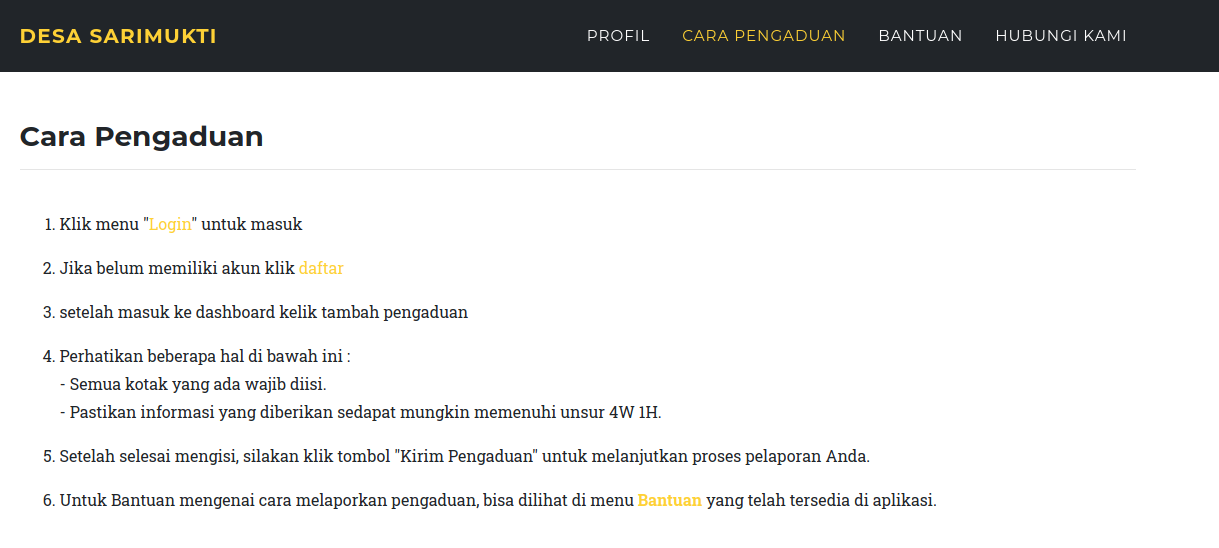 DESA SARIMUKTI
PROFIL CARA PENGADUAN BANTUAN HUBUNGI KAMI
Cara Pengaduan
1. Klik menu "Login" untuk masuk
2. Jika belum memiliki akun klik daftar
3. setelah masuk ke dashboard kelik tambah pengaduan
4. Perhatikan beberapa hal di bawah ini :
- Semua kotak yang ada wajib diisi.
- Pastikan informasi yang diberikan sedapat mungkin memenuhi unsur 4W 1H.
5. Setelah selesai mengisi, silakan klik tombol "Kirim Pengaduan" untuk melanjutkan proses pelaporan Anda.
6. Untuk Bantuan mengenai cara melaporkan pengaduan, bisa dilihat di menu Bantuan yang telah tersedia di aplikasi.